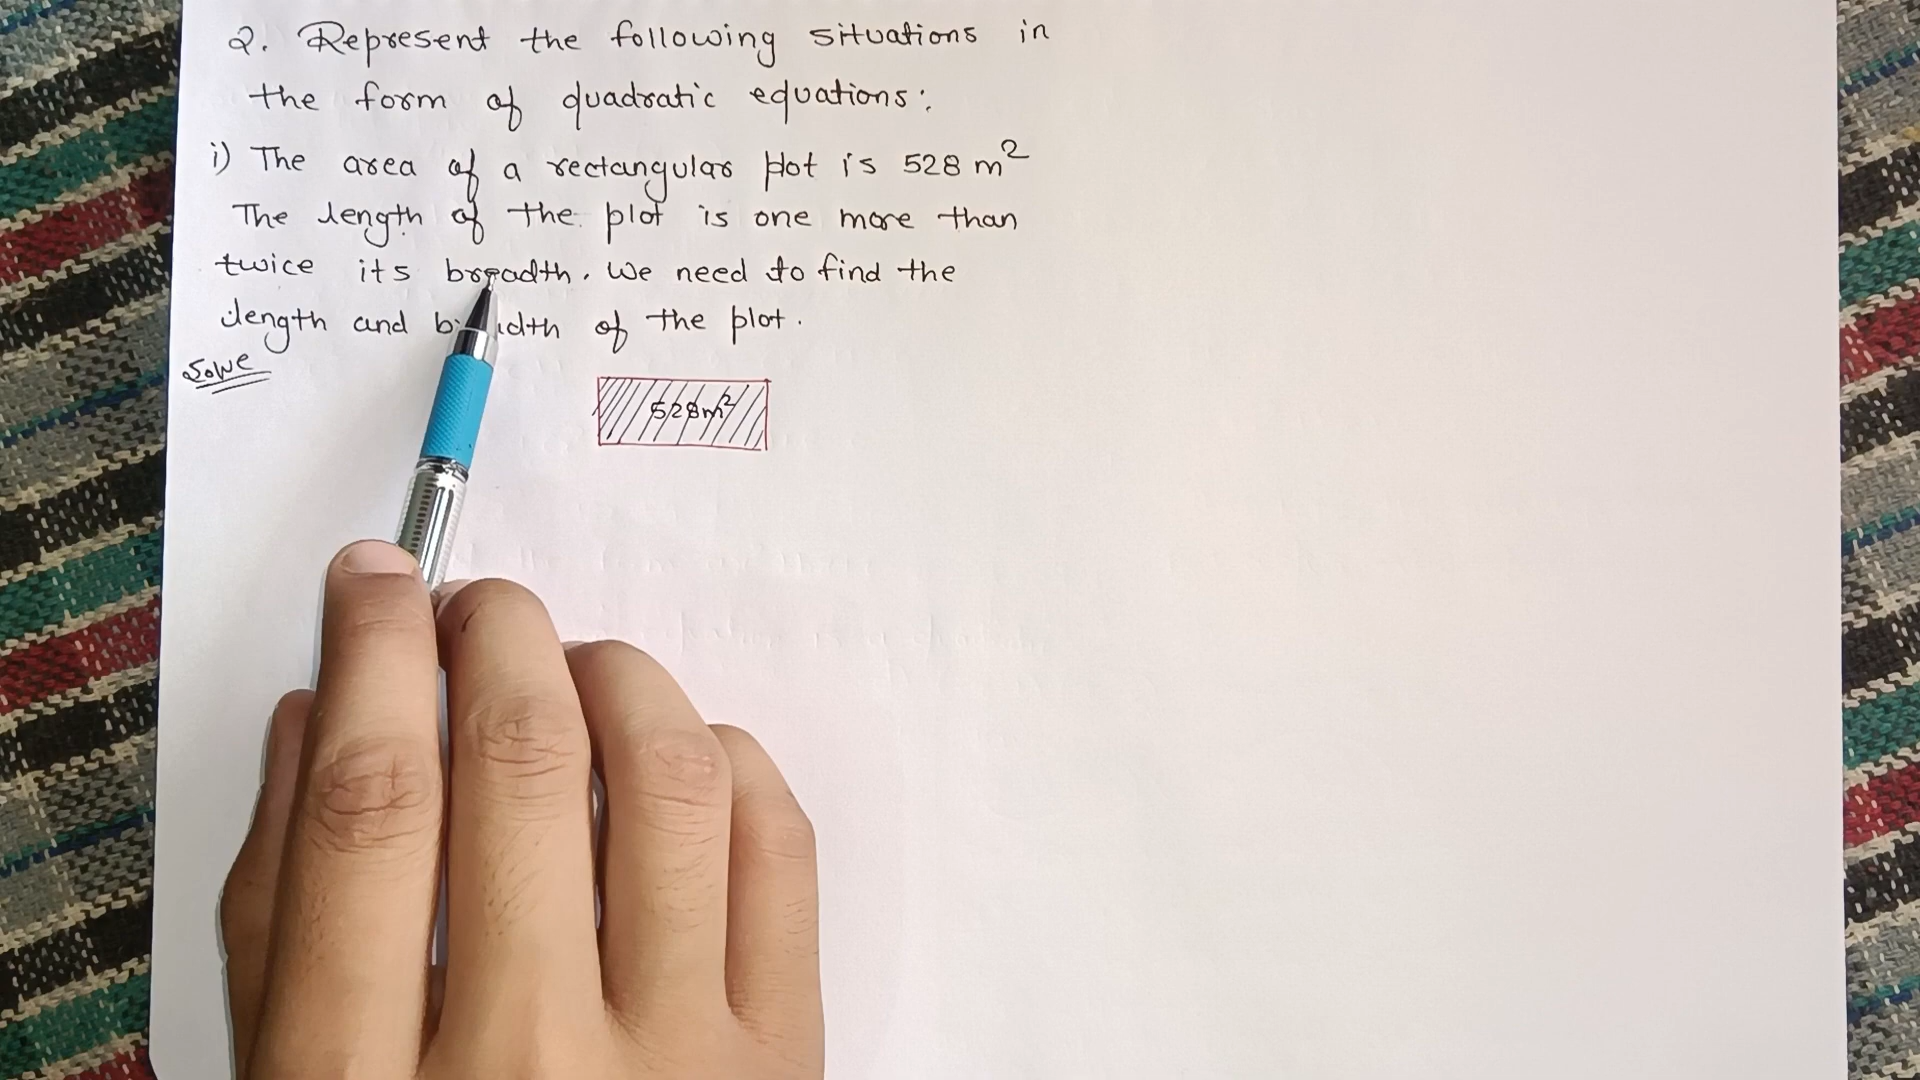 2. Represent the following situations in
the form of quadratic equations:
i) The area of a rectangular plot is 528 m²
The length of the plot is one more than
twice its breadth. We need to find the
length and of the plot.
528m²